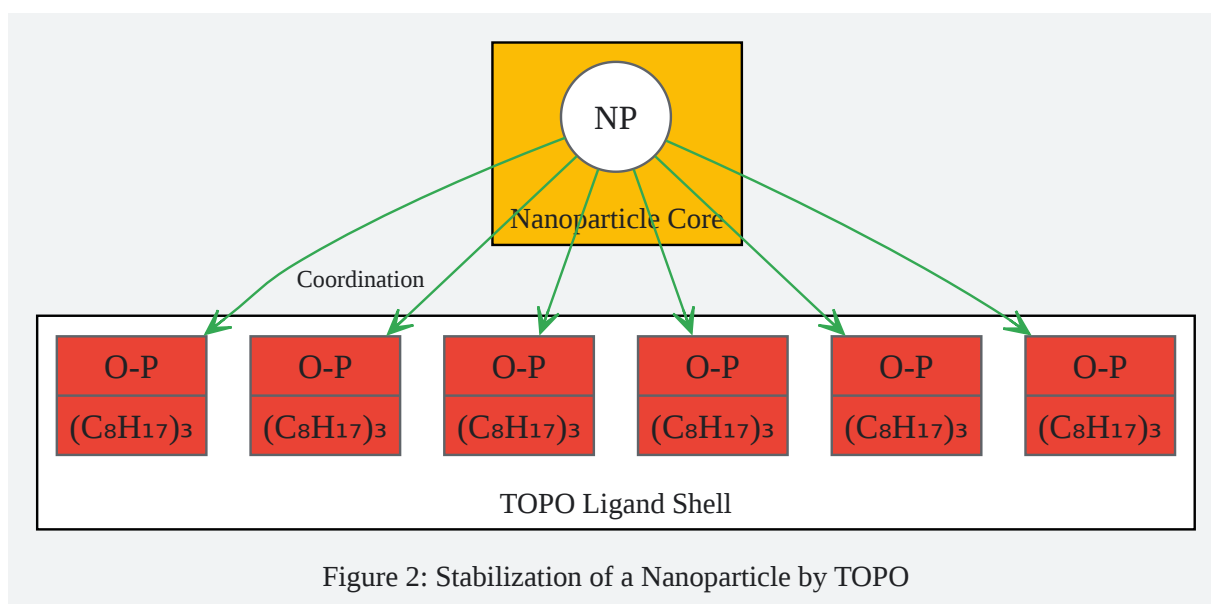 NP
Nanoparticle Core
Coordination
O-P O-P O-P O-P O-P O-P
(C₈H₁₇)₃ (C₈H₁₇)₃ (C₈H₁₇)₃ (C₈H₁₇)₃ (C₈H₁₇)₃ (C₈H₁₇)₃
TOPO Ligand Shell
Figure 2: Stabilization of a Nanoparticle by TOPO